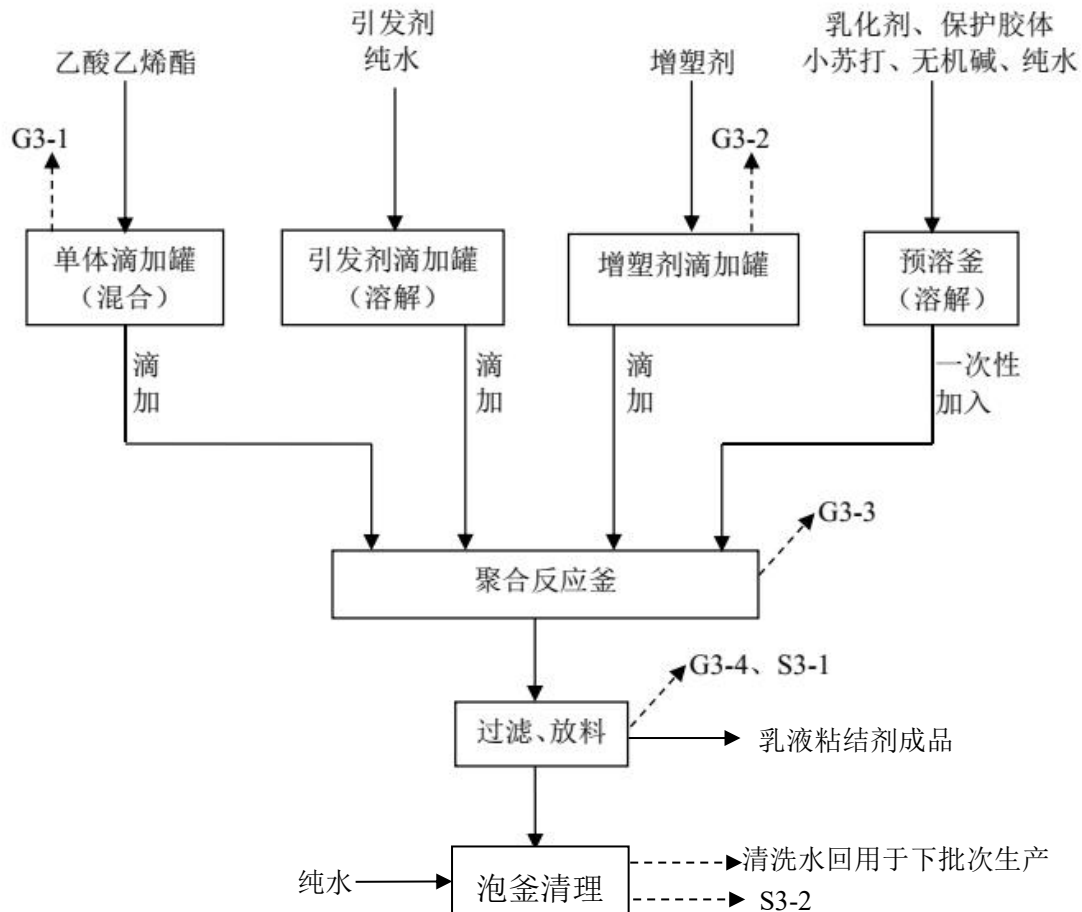 乙酸乙烯酯
引发剂
纯水
增塑剂
乳化剂、保护胶体
小苏打、无机碱、纯水
G3-1
G3-2
单体滴加罐
（混合）
引发剂滴加罐
（溶解）
增塑剂滴加罐
预溶釜
（溶解）
滴
加
滴
加
滴
加
一次性
加入
G3-3
聚合反应釜
G3-4、S3-1
过滤、放料
乳液粘结剂成品
纯水
泡釜清理
清洗水回用于下批次生产
S3-2